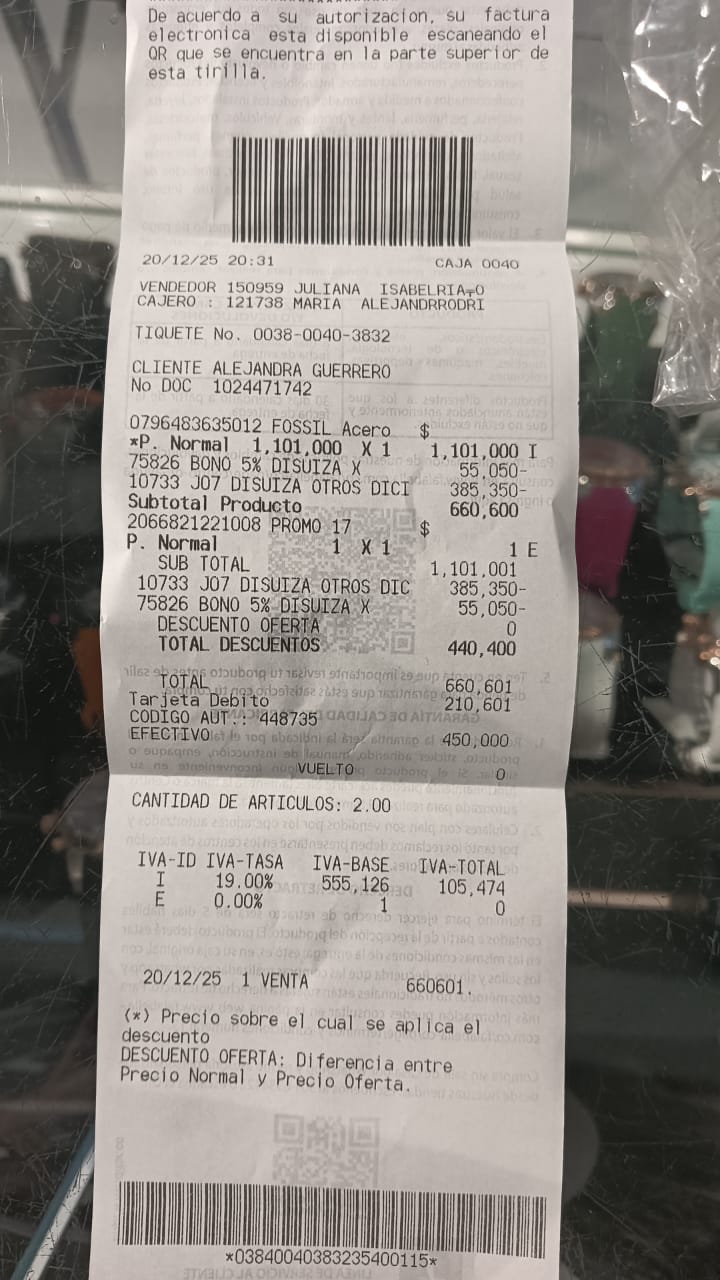 De acuerdo a su autorizacion, su factura
electronica esta disponible escaneando el
QR que se encuentra en la parte superior de
esta tirilla.
20/12/25 20:31 CAJA 0040
VENDEDOR 150959 JULIANA ISABELRIA-O
CAJERO : 121738 MARIA ALEJANDRRODRI
TIQUETE No. 0038-0040-3832
CLIENTE ALEJANDRA GUERRERO
No DOC 1024471742
0796483635012 FOSSIL Acero $
*P. Normal 1,101,000 X 1 1,101,000 I
75826 BONO 5% DISUIZA X 55,050-
10733 J07 DISUIZA OTROS DICI 385,350-
Subtotal Producto 660,600
2066821221008 PROMO 17 $
P. Normal 1 X 1 1 E
SUB TOTAL 1,101,001
10733 J07 DISUIZA OTROS DIC 385,350-
75826 BONO 5% DISUIZA X 55,050-
DESCUENTO OFERTA 0
TOTAL DESCUENTOS 440,400
TOTAL 660,601
Tarjeta Debito 210,601
CODIGO AUT.: 448735
EFECTIVO 450,000
VUELTO 0
CANTIDAD DE ARTICULOS: 2.00
IVA-ID IVA-TASA IVA-BASE IVA-TOTAL
I 19.00% 555,126 105,474
E 0.00% 1 0
20/12/25 1 VENTA 660601.
(*) Precio sobre el cual se aplica el
descuento
DESCUENTO OFERTA: Diferencia entre
Precio Normal y Precio Oferta.
*03840040383235400115*